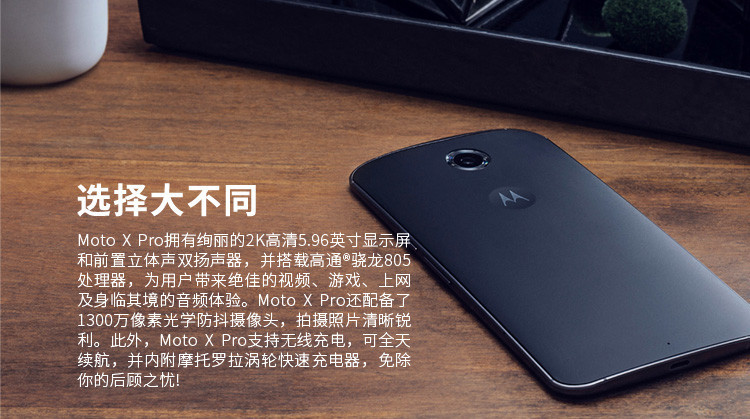 选择大不同
Moto X Pro拥有绚丽的2K高清5.96英寸显示屏、
和前置立体声双扬声器，并搭载高通®骁龙805
处理器，为用户带来绝佳的视频、游戏、上网
及身临其境的音频体验。Moto X Pro还配备了
1300万像素光学防抖摄像头，拍摄照片清晰锐
利。此外，Moto X Pro支持无线充电，可全天
续航，并内附摩托罗拉涡轮快速充电器，免除
你的后顾之忧!